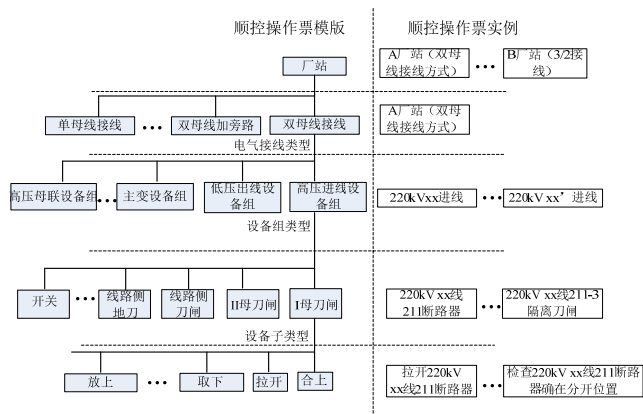 顺控操作票模版
顺控操作票实例
厂站
A厂站（双母
线接线方式）
•••
B厂站（3/2接
线）
单母线接线
•••
双母线加旁路
双母线接线
A厂站（双母
线接线方式）
电气接线类型
高压母联设备组
•••
主变设备组
低压出线设
备组
高压进线设
备组
220kVxx进线
•••
220kV xx’进线
设备组类型
开关
•••
线路侧
地刀
线路侧
刀闸
II母刀闸
I母刀闸
220kV xx线
211断路器
•••
220kV xx线211-3
隔离刀闸
设备子类型
放上
•••
取下
拉开
合上
拉开220kV
xx线211断路器
•••
检查220kV xx线211断路
器确在分开位置